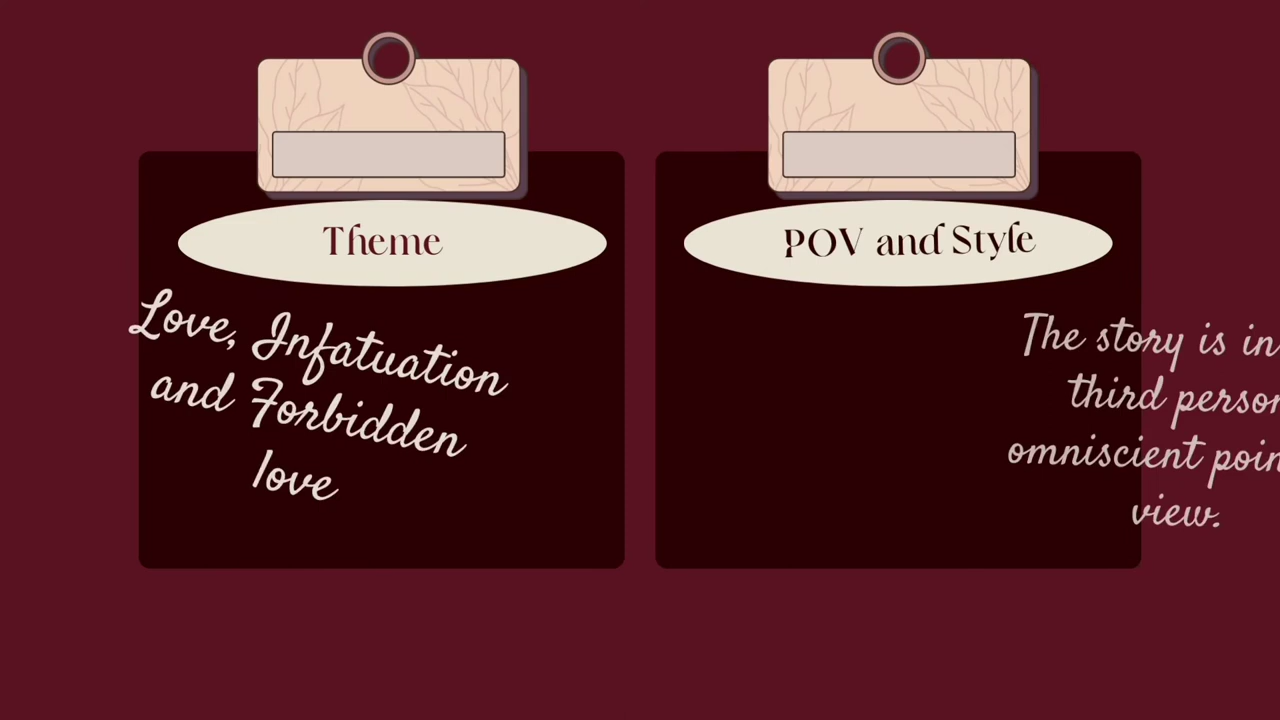 Theme
Love, Infatuation
and Forbidden
love
POV and Style
The story is in
third person
omniscient
view.